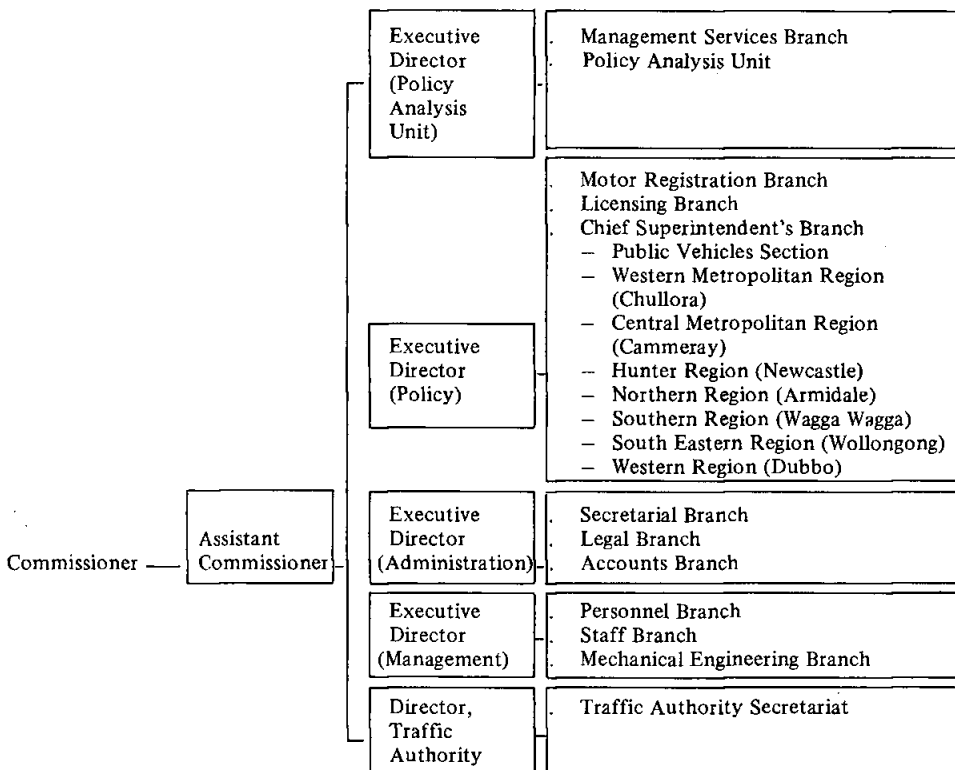 Executive
Director
(Policy
Analysis
Unit)
. Management Services Branch
. Policy Analysis Unit
. Motor Registration Branch
. Licensing Branch
. Chief Superintendent's Branch
– Public Vehicles Section
– Western Metropolitan Region
(Chullora)
– Central Metropolitan Region
(Cammeray)
– Hunter Region (Newcastle)
– Northern Region (Armidale)
– Southern Region (Wagga Wagga)
– South Eastern Region (Wollongong)
– Western Region (Dubbo)
Executive
Director
(Policy)
Commissioner
Assistant
Commissioner
Executive
Director
(Administration)
. Secretarial Branch
. Legal Branch
. Accounts Branch
Executive
Director
(Management)
. Personnel Branch
. Staff Branch
. Mechanical Engineering Branch
Director,
Traffic
Authority
. Traffic Authority Secretariat